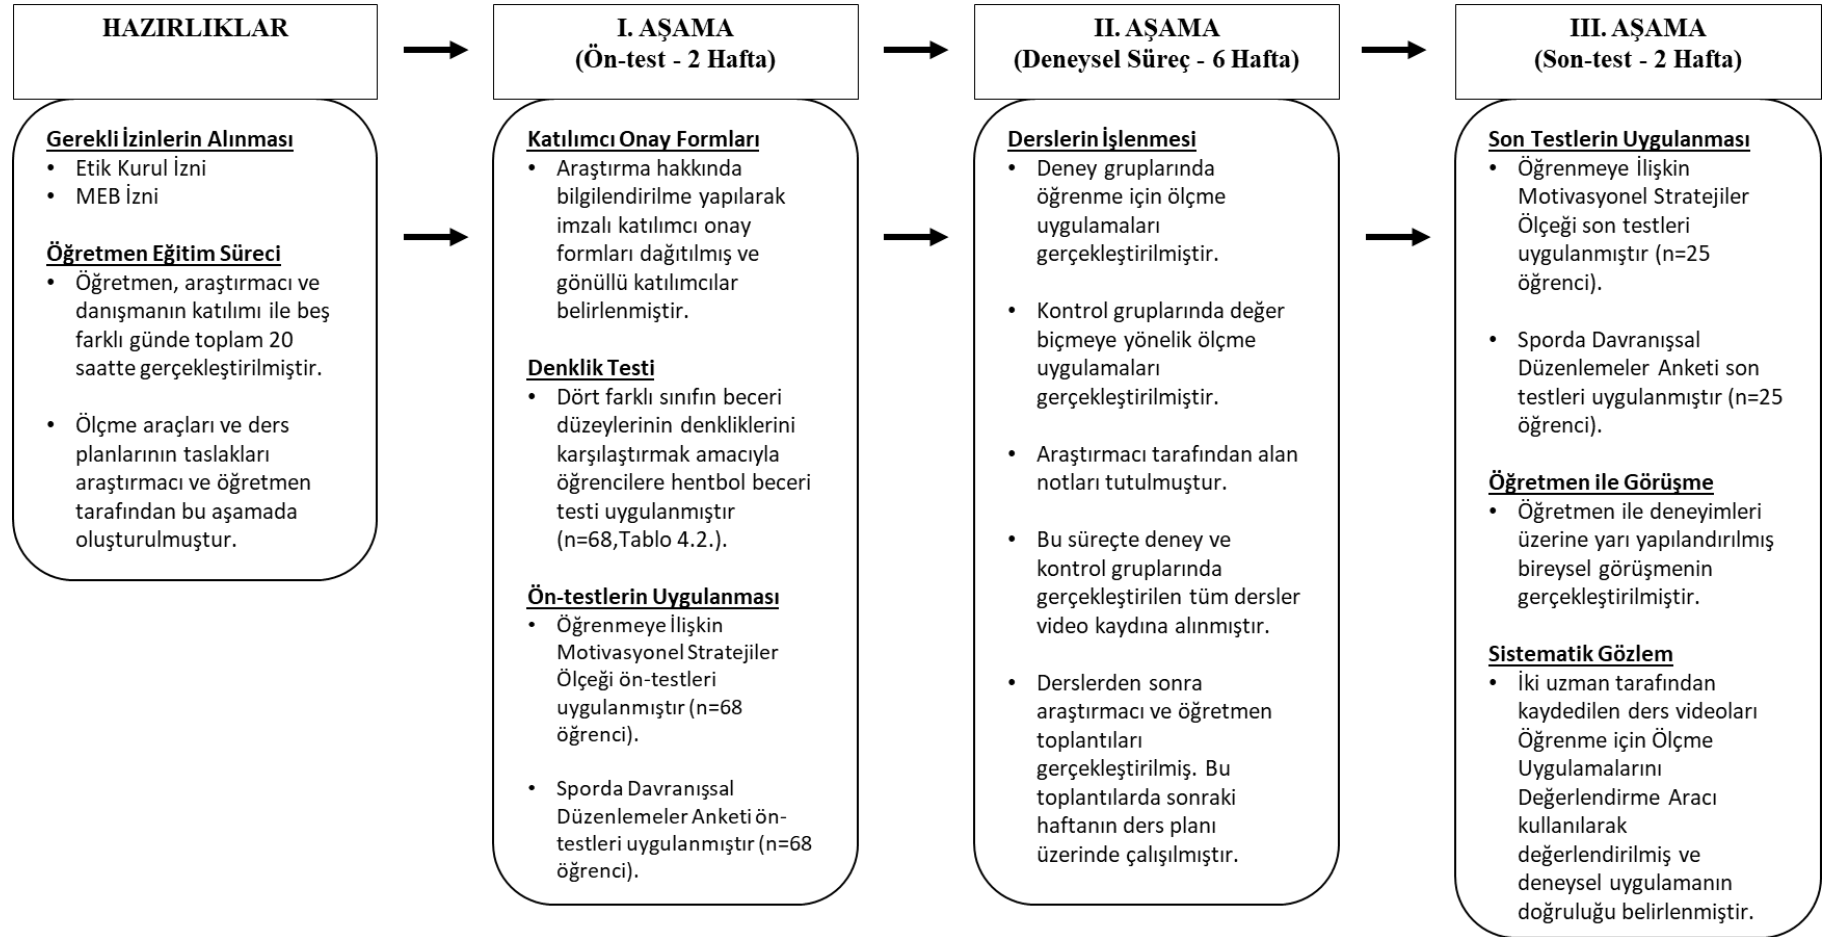 HAZIRLIKLAR
Gerekli İzinlerin Alınması
• Etik Kurul İzni
• MEB İzni
Öğretmen Eğitim Süreci
• Öğretmen, araştırmacı ve
danışmanın katılımı ile beş
farklı günde toplam 20
saatte gerçekleştirilmiştir.
• Ölçme araçları ve ders
planlarının taslakları
araştırmacı ve öğretmen
tarafından bu aşamada
oluşturulmuştur.
I. AŞAMA
(Ön-test - 2 Hafta)
Katılımcı Onay Formları
• Araştırma hakkında
bilgilendirilme yapılarak
imzalı katılımcı onay
formları dağıtılmış ve
gönüllü katılımcılar
belirlenmiştir.
Denklik Testi
• Dört farklı sınıfın beceri
düzeylerinin denkliklerini
karşılaştırmak amacıyla
öğrencilere hentbol beceri
testi uygulanmıştır
(n=68,Tablo 4.2.).
Ön-testlerin Uygulanması
• Öğrenmeye İlişkin
Motivasyonel Stratejiler
Ölçeği ön-testleri
uygulanmıştır (n=68
öğrenci).
• Sporda Davranışsal
Düzenlemeler Anketi ön-
testleri uygulanmıştır (n=68
öğrenci).
II. AŞAMA
(Deneysel Süreç - 6 Hafta)
Derslerin İşlenmesi
• Deney gruplarında
öğrenme için ölçme
uygulamaları
gerçekleştirilmiştir.
• Kontrol gruplarında değer
biçmeye yönelik ölçme
uygulamaları
gerçekleştirilmiştir.
• Araştırmacı tarafından alan
notları tutulmuştur.
• Bu süreçte deney ve
kontrol gruplarında
gerçekleştirilen tüm dersler
video kaydına alınmıştır.
• Derslerden sonra
araştırmacı ve öğretmen
toplantıları
gerçekleştirilmiş. Bu
toplantılarda sonraki
haftanın ders planı
üzerinde çalışılmıştır.
III. AŞAMA
(Son-test - 2 Hafta)
Son Testlerin Uygulanması
• Öğrenmeye İlişkin
Motivasyonel Stratejiler
Ölçeği son testleri
uygulanmıştır (n=25
öğrenci).
• Sporda Davranışsal
Düzenlemeler Anketi son
testleri uygulanmıştır (n=25
öğrenci).
Öğretmen ile Görüşme
• Öğretmen ile deneyimleri
üzerine yarı yapılandırılmış
bireysel görüşmenin
gerçekleştirilmiştir.
Sistematik Gözlem
• İki uzman tarafından
kaydedilen ders videoları
Öğrenme için Ölçme
Uygulamalarını
Değerlendirme Aracı
kullanılarak
değerlendirilmiş ve
deneysel uygulamanın
doğruluğu belirlenmiştir.